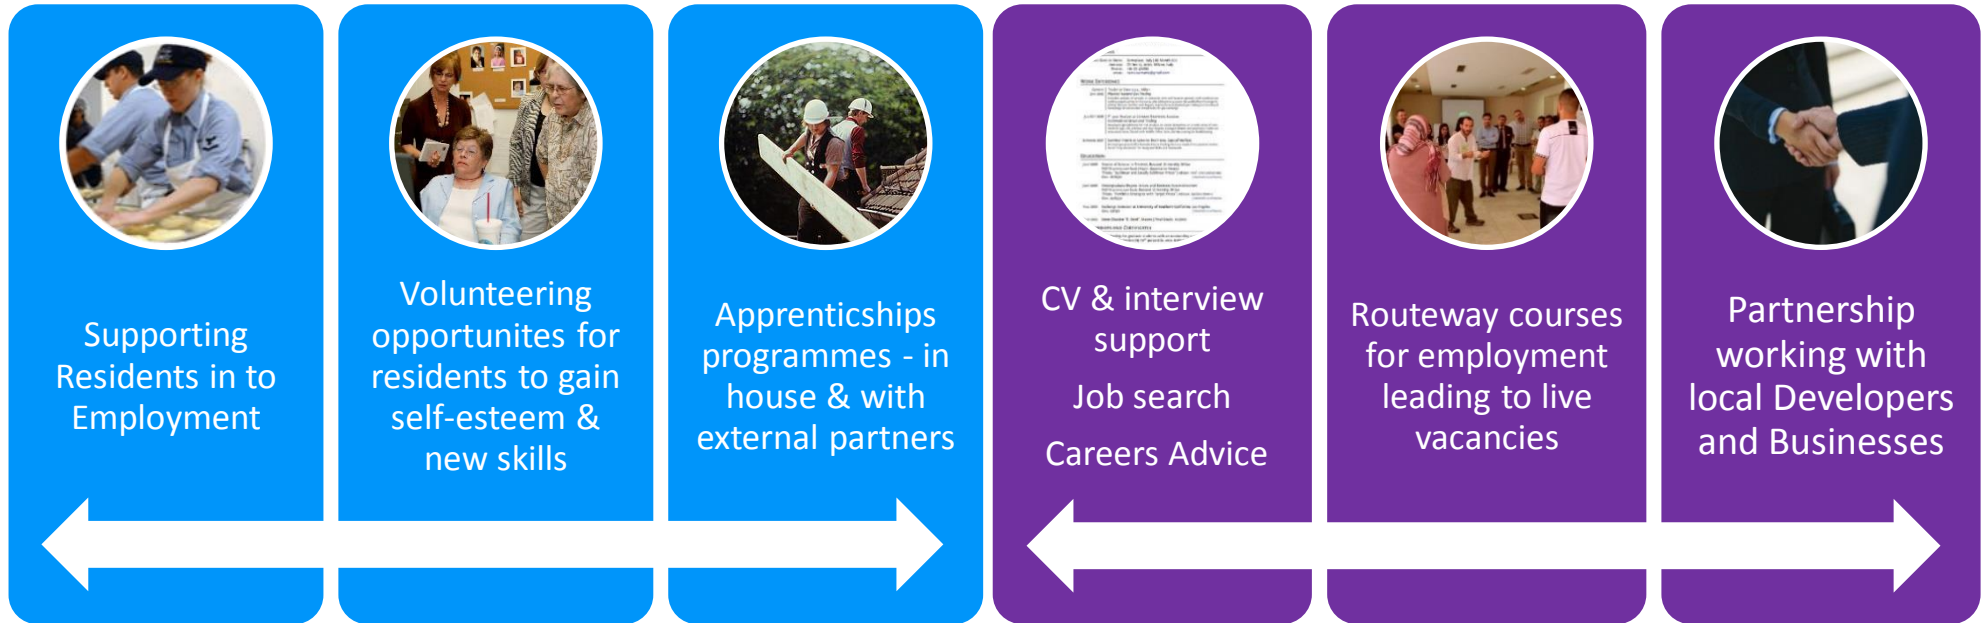 Supporting
Residents in to
Employment
Volunteering
opportunites for
residents to gain
self-esteem &
new skills
Apprenticships
programmes - in
house & with
external partners
CV & interview
support
Job search
Careers Advice
Routeway courses
for employment
leading to live
vacancies
Partnership
working with
local Developers
and Businesses